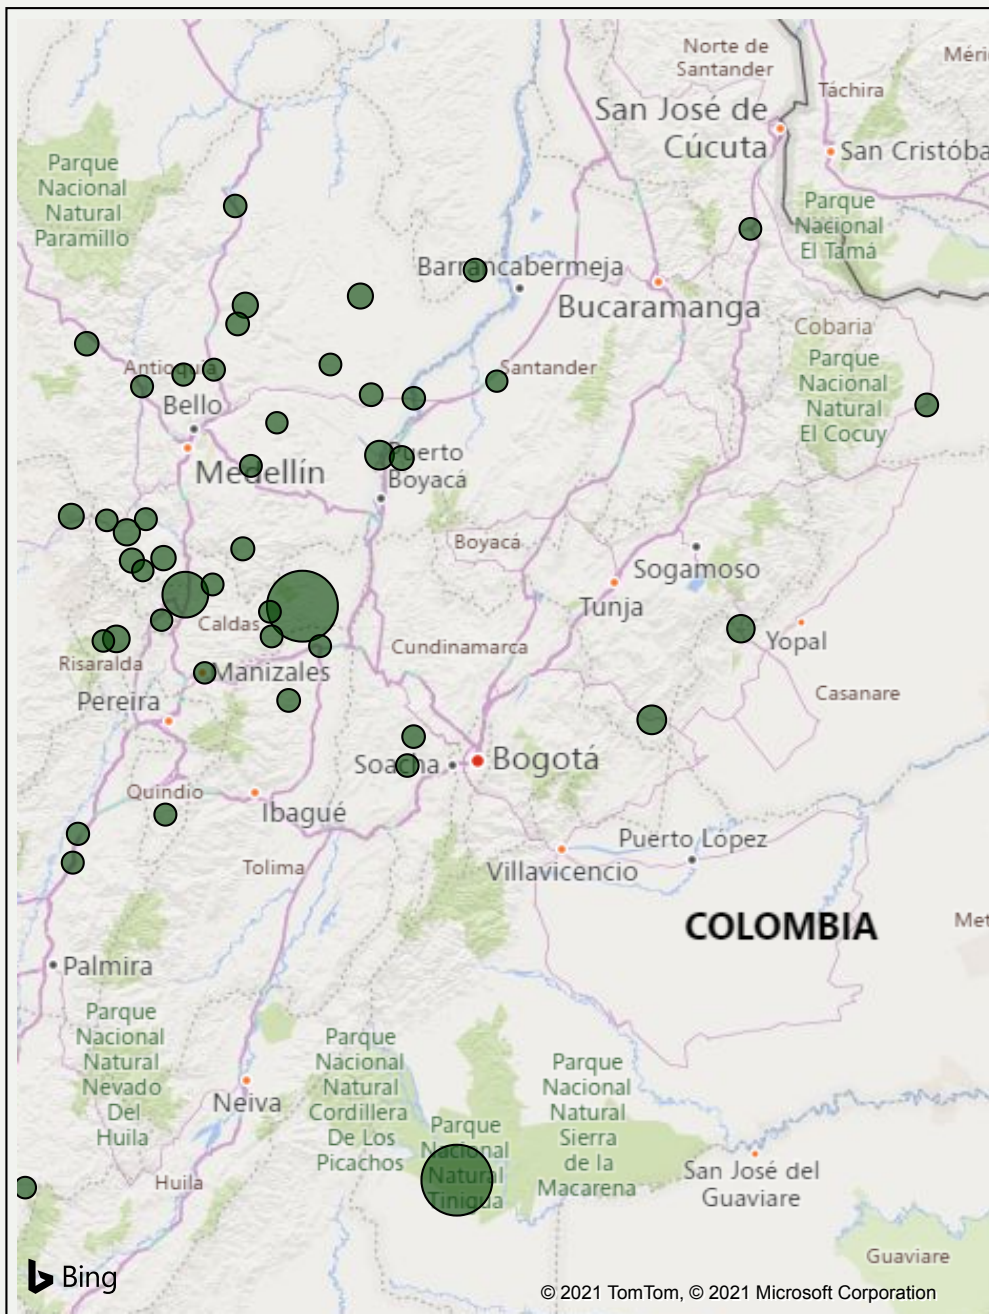 Norte de
Santander
Méri
Táchira
San José de
Cúcuta
San Cristóba
Parque
Nacional
Natural
Paramillo
Parque
Nacional
El Tamá
Barrancabermeja
Bucaramanga
Cobaria
Parque
Nacional
Natural
El Cocuy
Antioquia
Santander
Bello
Medellín
Puerto
Boyacá
Boyacá
Sogamoso
Tunja
Caldas
Cundinamarca
Yopal
Risaralda
Manizales
Pereira
Casanare
Soacha
Bogotá
Quindío
Ibagué
Puerto López
Tolima
Villavicencio
COLOMBIA
Met
Palmira
Parque
Nacional
Natural
Nevado
Del
Huila
Parque
Nacional
Natural
Cordillera
De Los
Picachos
Parque
Nacional
Natural
Sierra
de la
Macarena
Neiva
Parque
Nacional
Natural
Tinigua
Huila
San José del
Guaviare
Guaviare
Bing
© 2021 TomTom, © 2021 Microsoft Corporation